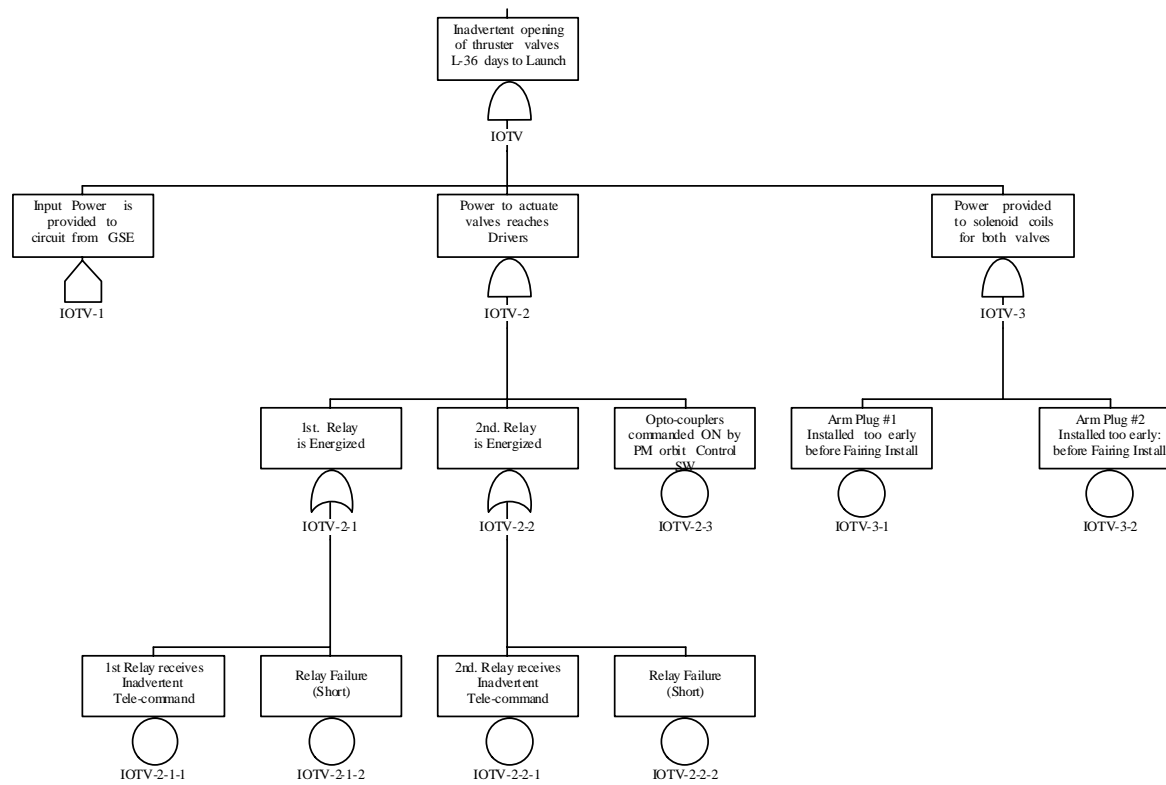 Inadvertent opening
of thruster valves
L-36 days to Launch
IOTV
Input Power is
provided to
circuit from GSE
IOTV-1
Power to actuate
valves reaches
Drivers
IOTV-2
Power provided
to solenoid coils
for both valves
IOTV-3
1st. Relay
is Energized
IOTV-2-1
2nd. Relay
is Energized
IOTV-2-2
Opto-couplers
commanded ON by
PM orbit Control
SW
IOTV-2-3
Arm Plug #1
Installed too early
before Fairing Install
IOTV-3-1
Arm Plug #2
Installed too early:
before Fairing Install
IOTV-3-2
1st Relay receives
Inadvertent
Tele-command
IOTV-2-1-1
Relay Failure
(Short)
IOTV-2-1-2
2nd. Relay receives
Inadvertent
Tele-command
IOTV-2-2-1
Relay Failure
(Short)
IOTV-2-2-2